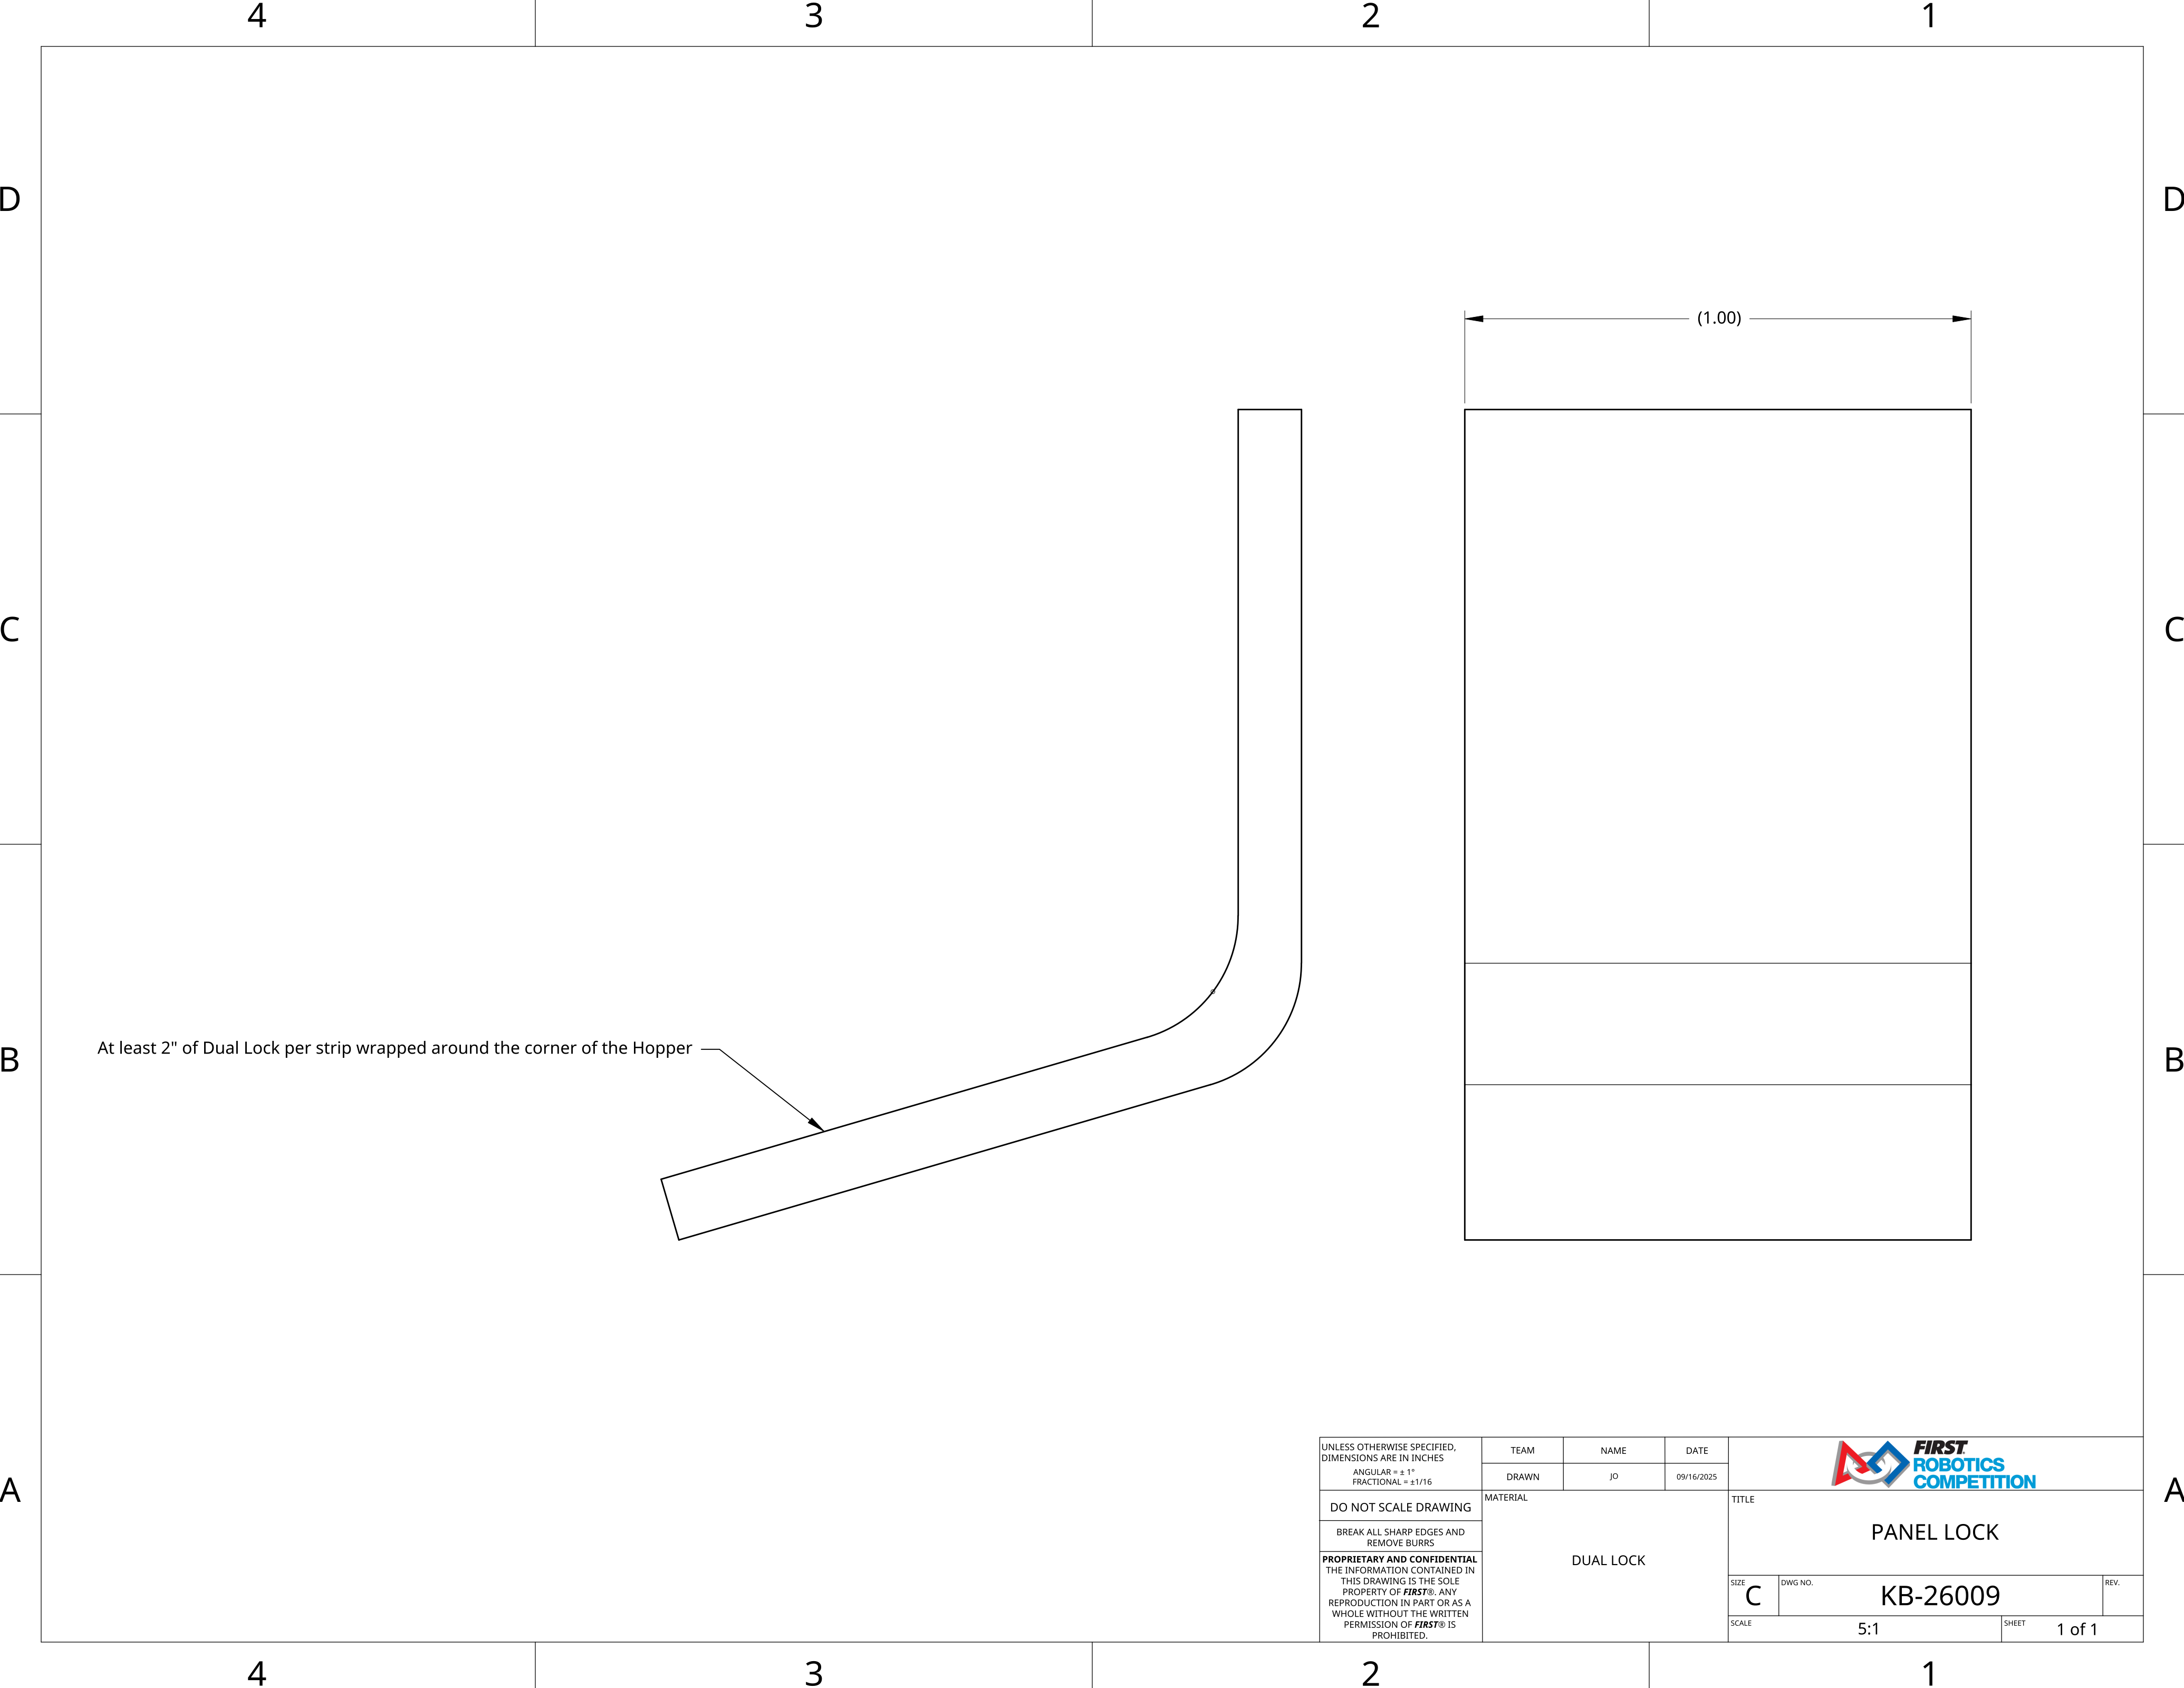 4 3 2 1
D D
(1.00)
C C
At least 2" of Dual Lock per strip wrapped around the corner of the Hopper
B B
A A
UNLESS OTHERWISE SPECIFIED,
DIMENSIONS ARE IN INCHES
ANGULAR = ± 1°
FRACTIONAL = ±1/16
DO NOT SCALE DRAWING
BREAK ALL SHARP EDGES AND
REMOVE BURRS
PROPRIETARY AND CONFIDENTIAL
THE INFORMATION CONTAINED IN
THIS DRAWING IS THE SOLE
PROPERTY OF FIRST®. ANY
REPRODUCTION IN PART OR AS A
WHOLE WITHOUT THE WRITTEN
PERMISSION OF FIRST® IS
PROHIBITED.
TEAM NAME DATE
DRAWN JO 09/16/2025
MATERIAL
DUAL LOCK
FIRST®
ROBOTICS
COMPETITION
TITLE
PANEL LOCK
SIZE C DWG NO. KB-26009 REV.
SCALE 5:1 SHEET 1 of 1
4 3 2 1